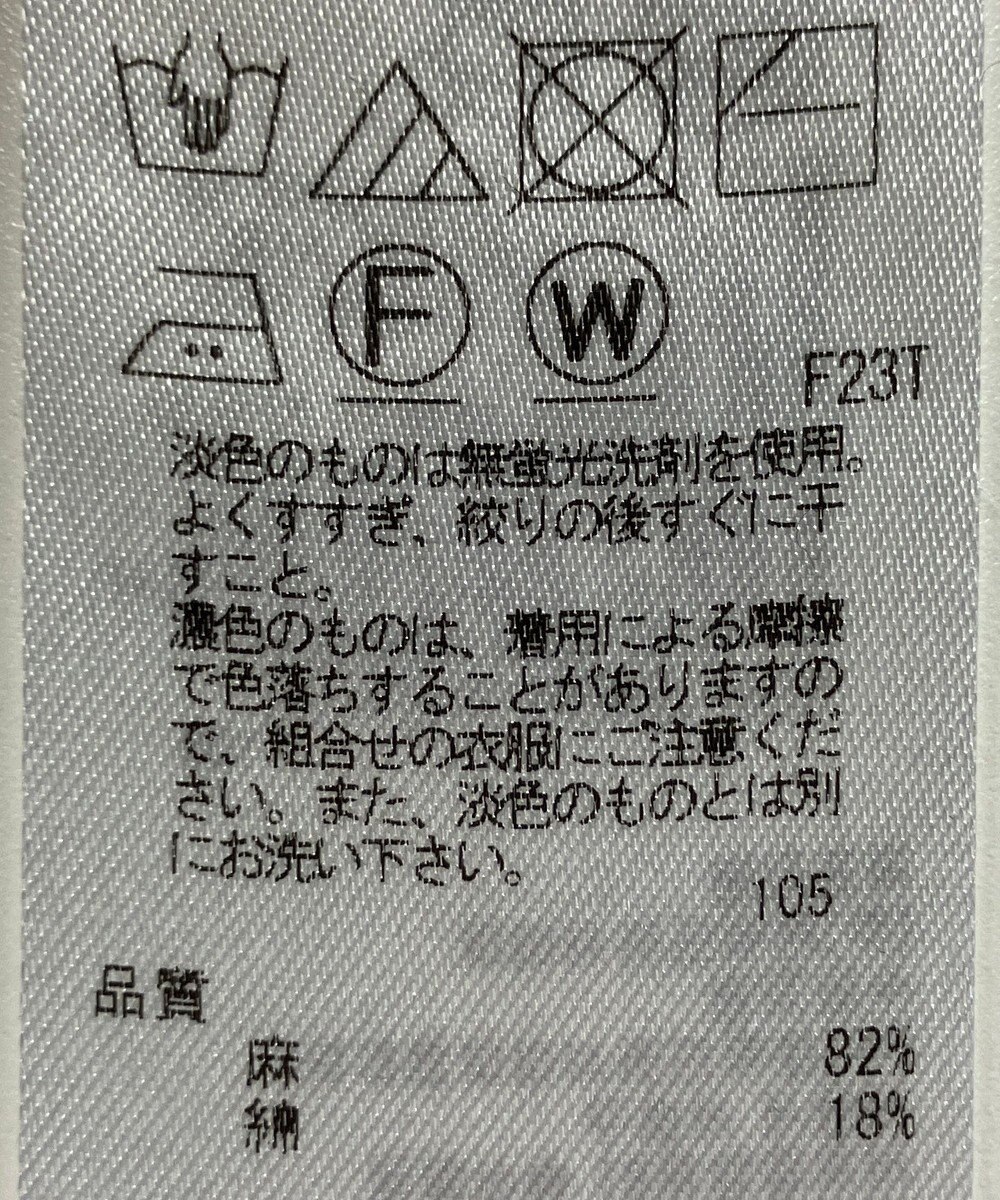 F W F23T
淡色のものは無蛍光洗剤を使用。
よくすすぎ、絞りの後すぐに干
すこと。
濃色のものは、着用による摩擦
で色落ちすることがありますの
で、組合せの衣服にご注意くだ
さい。また、淡色のものとは別
にお洗い下さい。
105
品質
麻 82%
綿 18%